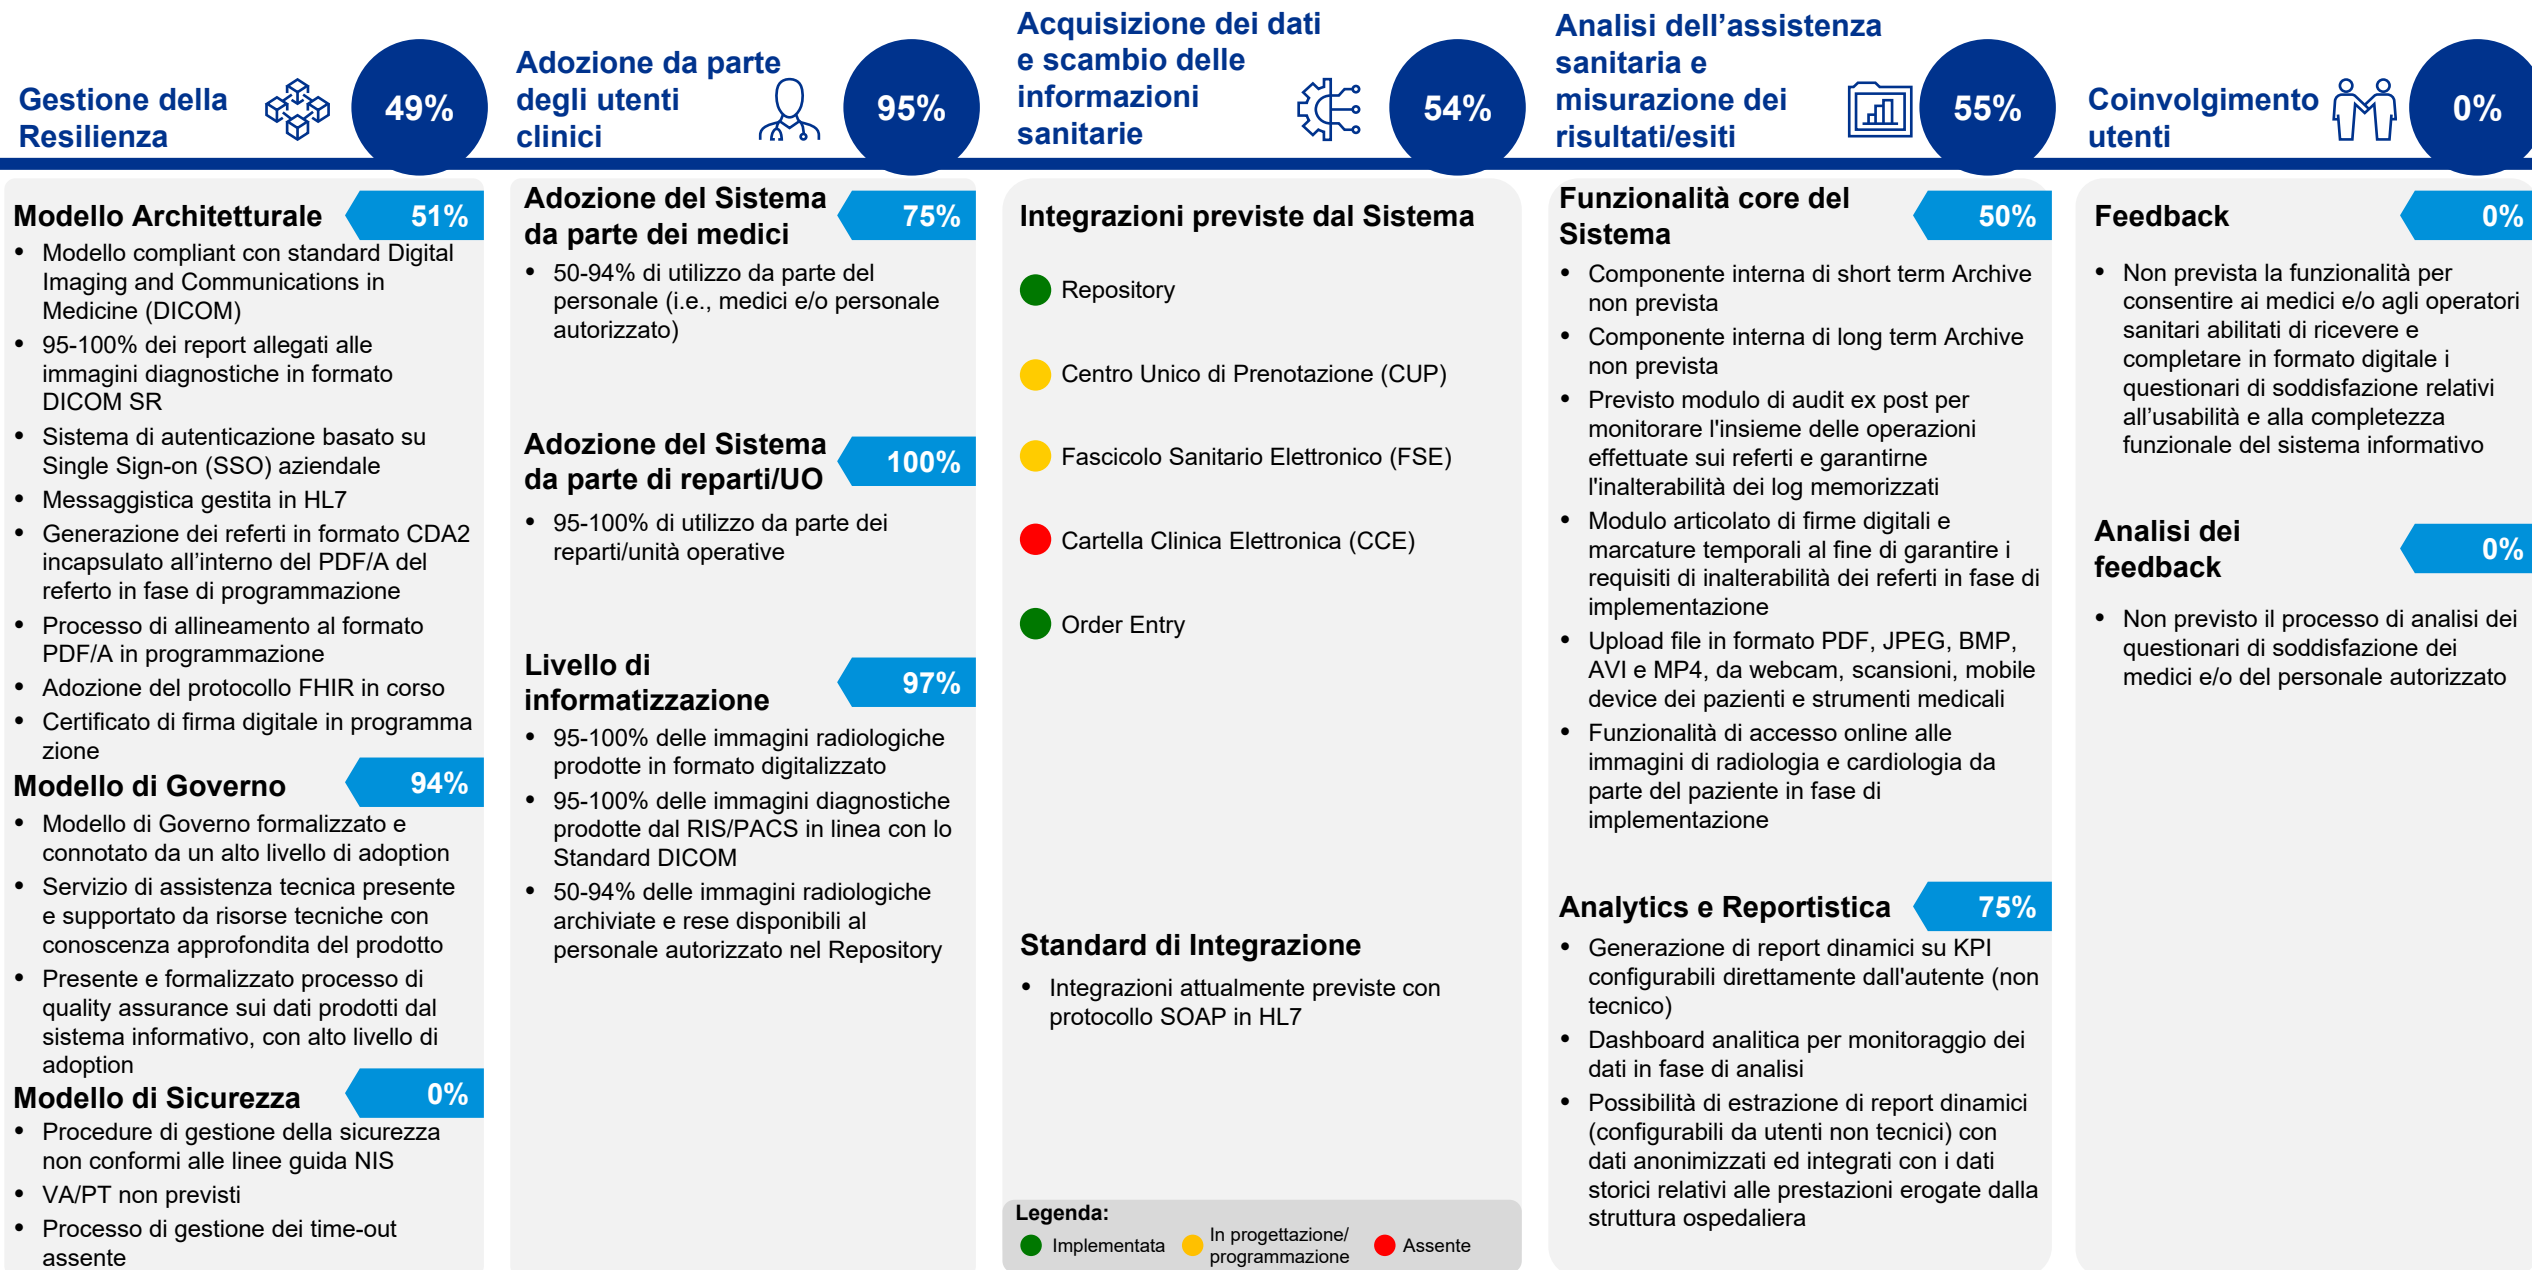 Gestione della
Resilienza
49%
Adozione da parte
degli utenti
clinici
95%
Acquisizione dei dati
e scambio delle
informazioni
sanitarie
54%
Analisi dell’assistenza
sanitaria e
misurazione dei
risultati/esiti
55%
Coinvolgimento
utenti
0%
Modello Architetturale
51%
• Modello compliant con standard Digital
Imaging and Communications in
Medicine (DICOM)
• 95-100% dei report allegati alle
immagini diagnostiche in formato
DICOM SR
• Sistema di autenticazione basato su
Single Sign-on (SSO) aziendale
• Messaggistica gestita in HL7
• Generazione dei referti in formato CDA2
incapsulato all’interno del PDF/A del
referto in fase di programmazione
• Processo di allineamento al formato
PDF/A in programmazione
• Adozione del protocollo FHIR in corso
• Certificato di firma digitale in programma
zione
Modello di Governo
94%
• Modello di Governo formalizzato e
connotato da un alto livello di adoption
• Servizio di assistenza tecnica presente
e supportato da risorse tecniche con
conoscenza approfondita del prodotto
• Presente e formalizzato processo di
quality assurance sui dati prodotti dal
sistema informativo, con alto livello di
adoption
Modello di Sicurezza
0%
• Procedure di gestione della sicurezza
non conformi alle linee guida NIS
• VA/PT non previsti
• Processo di gestione dei time-out
assente
Adozione del Sistema
da parte dei medici
75%
• 50-94% di utilizzo da parte del
personale (i.e., medici e/o personale
autorizzato)
Adozione del Sistema
da parte di reparti/UO
100%
• 95-100% di utilizzo da parte dei
reparti/unità operative
Livello di
informatizzazione
97%
• 95-100% delle immagini radiologiche
prodotte in formato digitalizzato
• 95-100% delle immagini diagnostiche
prodotte dal RIS/PACS in linea con lo
Standard DICOM
• 50-94% delle immagini radiologiche
archiviate e rese disponibili al
personale autorizzato nel Repository
Integrazioni previste dal Sistema
Repository
Centro Unico di Prenotazione (CUP)
Fascicolo Sanitario Elettronico (FSE)
Cartella Clinica Elettronica (CCE)
Order Entry
Standard di Integrazione
• Integrazioni attualmente previste con
protocollo SOAP in HL7
Legenda:
Implementata
In progettazione/
programmazione
Assente
Funzionalità core del
Sistema
50%
• Componente interna di short term Archive
non prevista
• Componente interna di long term Archive
non prevista
• Previsto modulo di audit ex post per
monitorare l'insieme delle operazioni
effettuate sui referti e garantirne
l'inalterabilità dei log memorizzati
• Modulo articolato di firme digitali e
marcature temporali al fine di garantire i
requisiti di inalterabilità dei referti in fase di
implementazione
• Upload file in formato PDF, JPEG, BMP,
AVI e MP4, da webcam, scansioni, mobile
device dei pazienti e strumenti medicali
• Funzionalità di accesso online alle
immagini di radiologia e cardiologia da
parte del paziente in fase di
implementazione
Analytics e Reportistica
75%
• Generazione di report dinamici su KPI
configurabili direttamente dall'autente (non
tecnico)
• Dashboard analitica per monitoraggio dei
dati in fase di analisi
• Possibilità di estrazione di report dinamici
(configurabili da utenti non tecnici) con
dati anonimizzati ed integrati con i dati
storici relativi alle prestazioni erogate dalla
struttura ospedaliera
Feedback
0%
• Non prevista la funzionalità per
consentire ai medici e/o agli operatori
sanitari abilitati di ricevere e
completare in formato digitale i
questionari di soddisfazione relativi
all’usabilità e alla completezza
funzionale del sistema informativo
Analisi dei
feedback
0%
• Non previsto il processo di analisi dei
questionari di soddisfazione dei
medici e/o del personale autorizzato